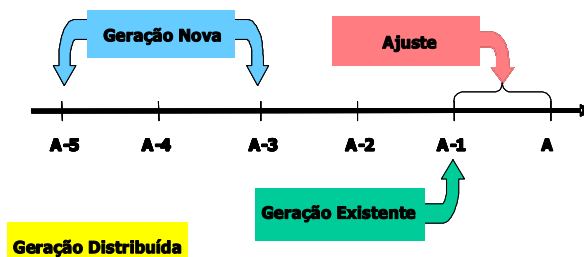 Geração Nova
Ajuste
A-5 A-4 A-3 A-2 A-1 A
Geração Existente
Geração Distribuída